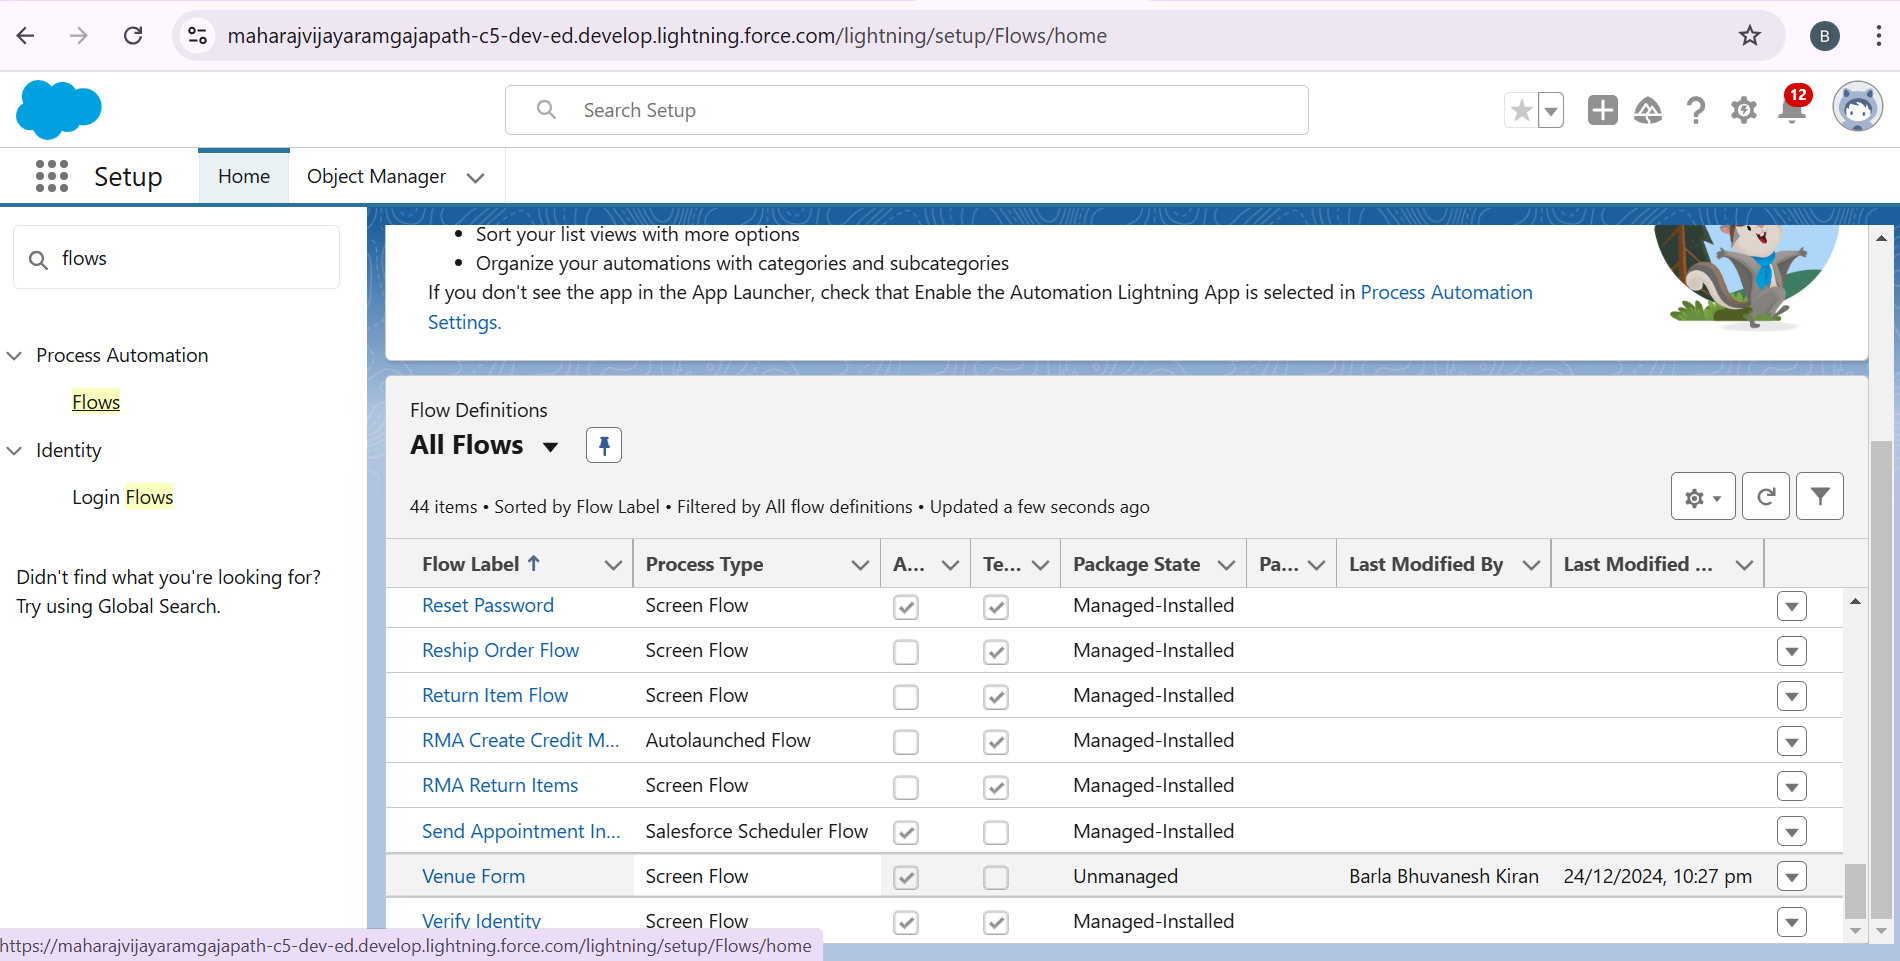 maharajvijayaramgajapath-c5-dev-ed.develop.lightning.force.com/lightning/setup/Flows/home
B
Search Setup
12
Setup
Home
Object Manager
flows
Process Automation
Flows
Identity
Login Flows
Didn't find what you're looking for?
Try using Global Search.
Sort your list views with more options
Organize your automations with categories and subcategories
If you don't see the app in the App Launcher, check that Enable the Automation Lightning App is selected in Process Automation
Settings.
Flow Definitions
All Flows
44 items • Sorted by Flow Label • Filtered by All flow definitions • Updated a few seconds ago
Flow Label Process Type A... Te... Package State Pa... Last Modified By Last Modified ...
Reset Password Screen Flow Managed-Installed
Reship Order Flow Screen Flow Managed-Installed
Return Item Flow Screen Flow Managed-Installed
RMA Create Credit M... Autolaunched Flow Managed-Installed
RMA Return Items Screen Flow Managed-Installed
Send Appointment In... Salesforce Scheduler Flow Managed-Installed
Venue Form Screen Flow Unmanaged Barla Bhuvanesh Kiran 24/12/2024, 10:27 pm
Verify Identity Screen Flow Managed-Installed
https://maharajvijayaramgajapath-c5-dev-ed.develop.lightning.force.com/lightning/setup/Flows/home